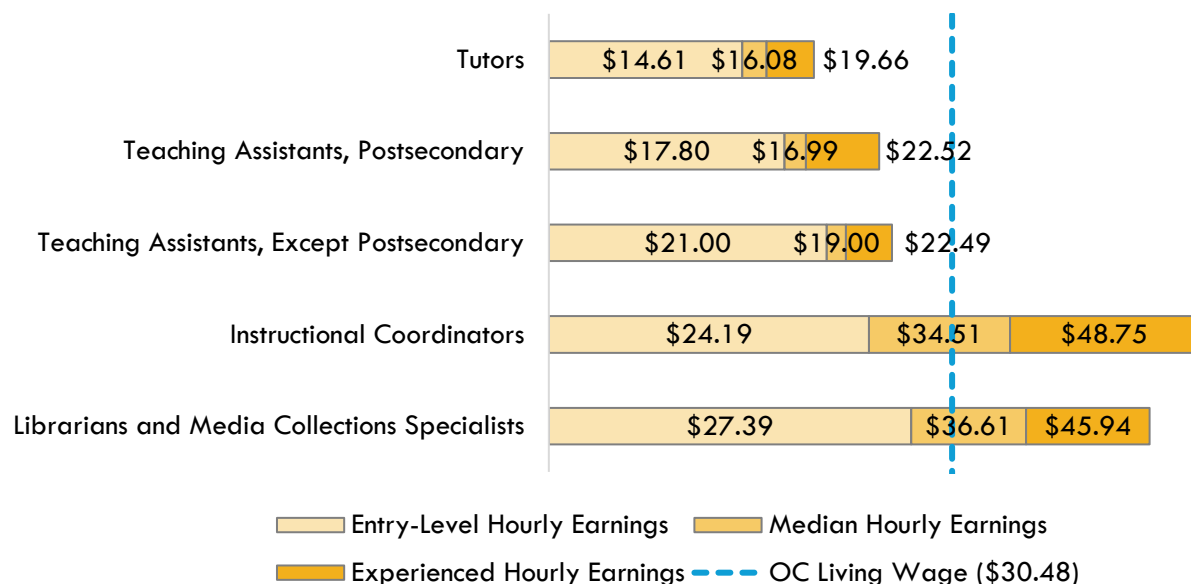 Tutors $14.61 $16.08 $19.66
Teaching Assistants, Postsecondary $17.80 $16.99 $22.52
Teaching Assistants, Except Postsecondary $21.00 $19.00 $22.49
Instructional Coordinators $24.19 $34.51 $48.75
Librarians and Media Collections Specialists $27.39 $36.61 $45.94
Entry-Level Hourly Earnings Median Hourly Earnings
Experienced Hourly Earnings OC Living Wage ($30.48)